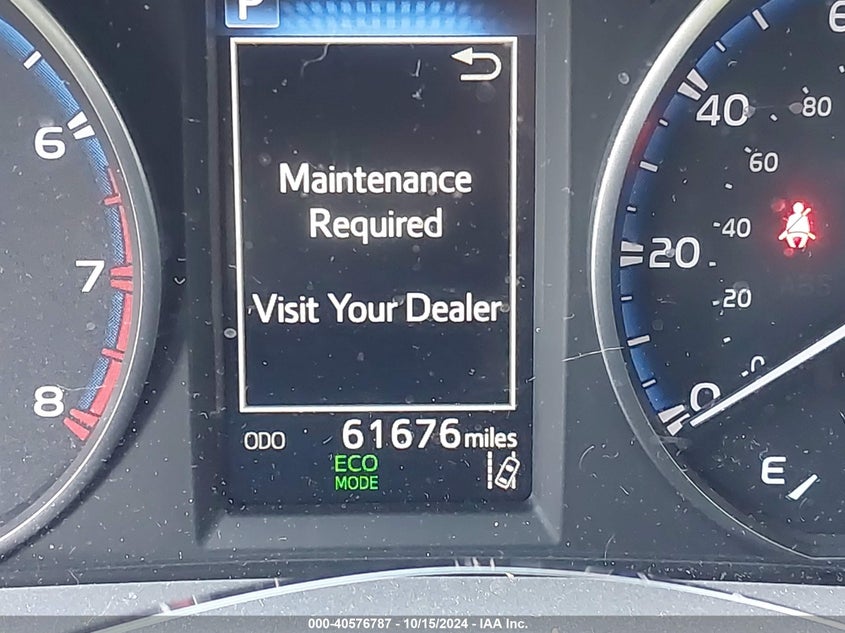 P
Maintenance
Required
Visit Your Dealer
ODO 61676 miles
ECO
MODE
6
7
8
40
80
60
40
20
20
0
0
E
000-40576787 - 10/15/2024 - IAA Inc.